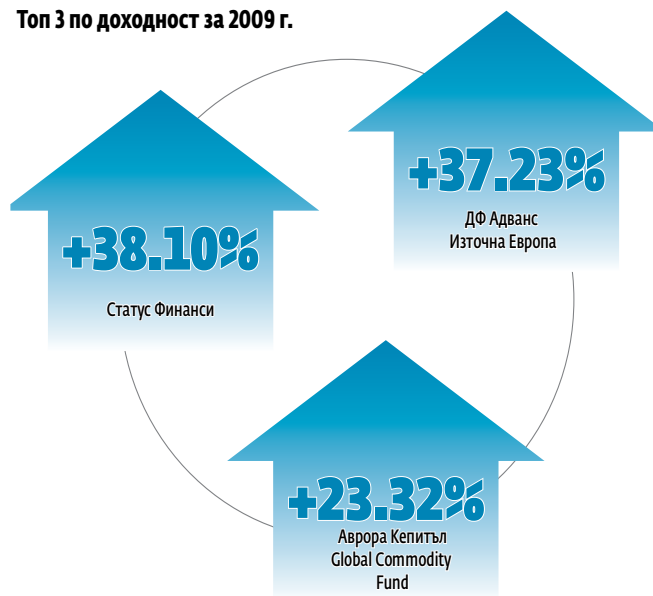 Топ 3 по доходност за 2009 г.
+38.10%
Статус Финанси
+37.23%
ДФ Адванс
Източна Европа
+23.32%
Аврора Кепитъл
Global Commodity
Fund